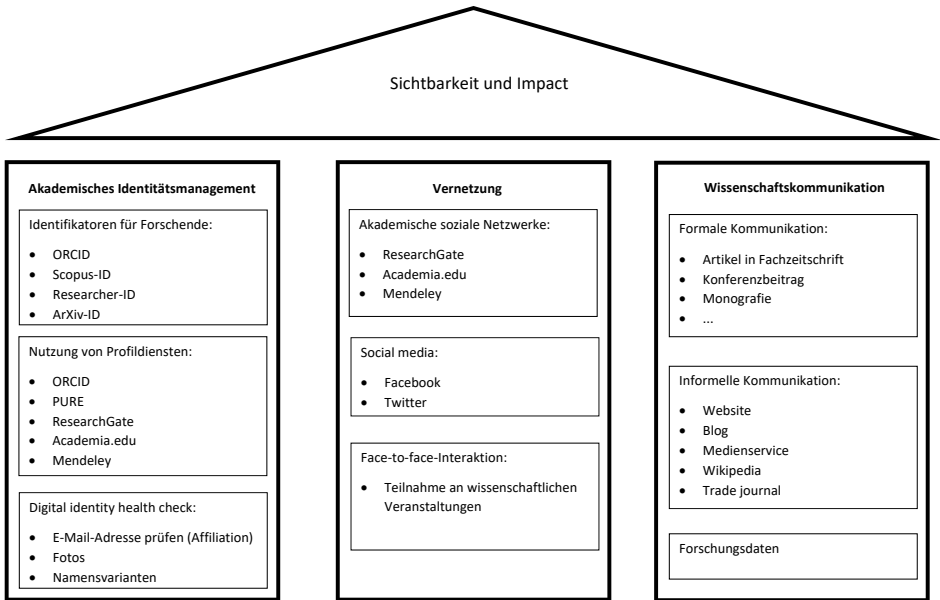 Sichtbarkeit und Impact
Akademisches Identitätsmanagement
Identifikatoren für Forschende:
• ORCID
• Scopus-ID
• Researcher-ID
• ArXiv-ID
Nutzung von Profildiensten:
• ORCID
• PURE
• ResearchGate
• Academia.edu
• Mendeley
Digital identity health check:
• E-Mail-Adresse prüfen (Affiliation)
• Fotos
• Namensvarianten
Vernetzung
Akademische soziale Netzwerke:
• ResearchGate
• Academia.edu
• Mendeley
Social media:
• Facebook
• Twitter
Face-to-face-Interaktion:
• Teilnahme an wissenschaftlichen
Veranstaltungen
Wissenschaftskommunikation
Formale Kommunikation:
• Artikel in Fachzeitschrift
• Konferenzbeitrag
• Monografie
• ...
Informelle Kommunikation:
• Website
• Blog
• Medienservice
• Wikipedia
• Trade journal
Forschungsdaten